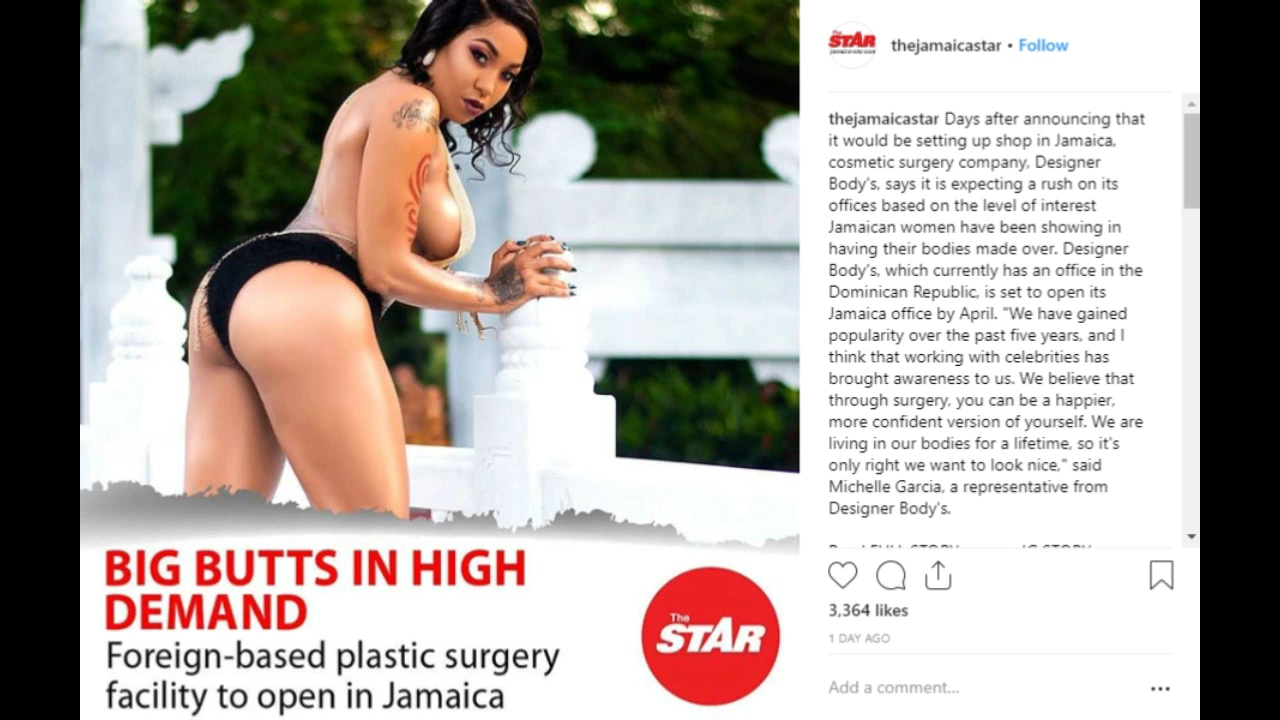 BIG BUTTS IN HIGH
DEMAND
Foreign-based plastic surgery
facility to open in Jamaica
The
STAR
The
STAR
thejamaicastar • Follow
thejamaicastar Days after announcing that
it would be setting up shop in Jamaica,
cosmetic surgery company, Designer
Body's, says it is expecting a rush on its
offices based on the level of interest
Jamaican women have been showing in
having their bodies made over. Designer
Body's, which currently has an office in the
Dominican Republic, is set to open its
Jamaica office by April. "We have gained
popularity over the past five years, and I
think that working with celebrities has
brought awareness to us. We believe that
through surgery, you can be a happier,
more confident version of yourself. We are
living in our bodies for a lifetime, so it's
only right we want to look nice," said
Michelle Garcia, a representative from
Designer Body's.
3,364 likes
1 DAY AGO
Add a comment...